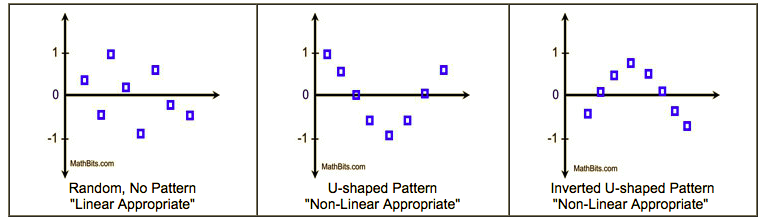 1
0
-1
MathBits.com
Random, No Pattern
"Linear Appropriate"
1
0
-1
MathBits.com
U-shaped Pattern
"Non-Linear Appropriate"
1
0
-1
MathBits.com
Inverted U-shaped Pattern
"Non-Linear Appropriate"